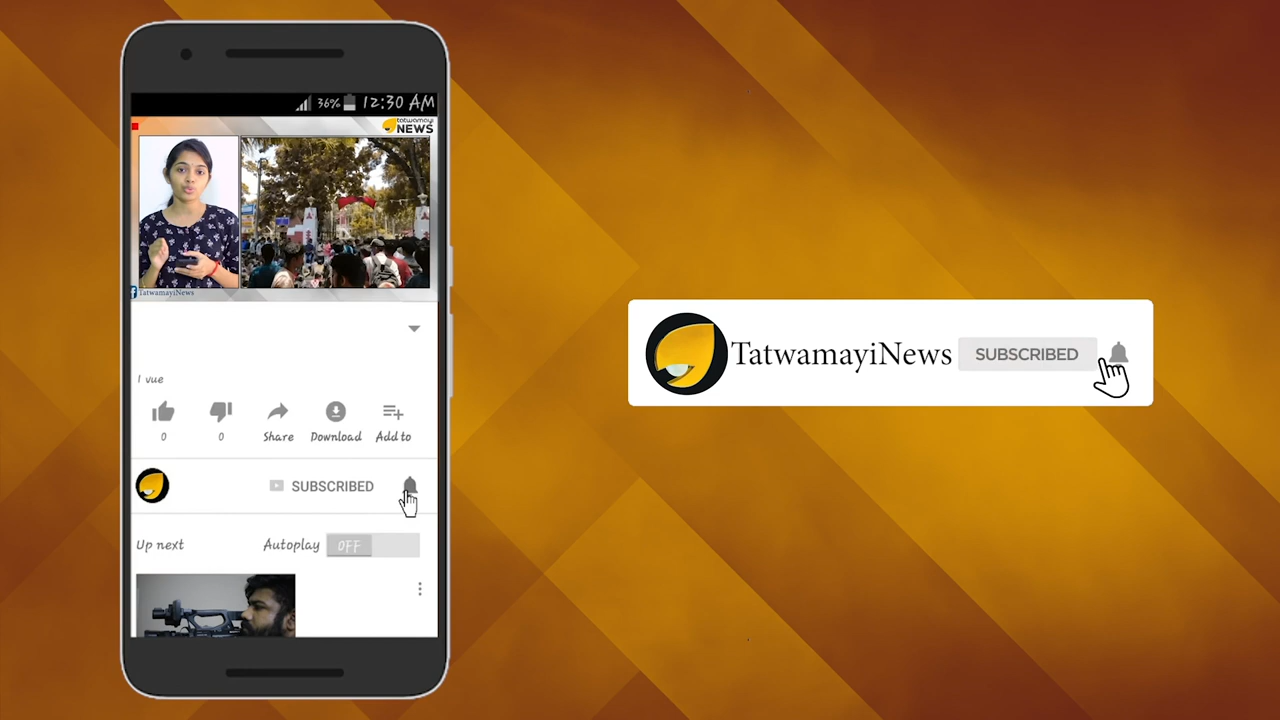 36% 12:30 AM
tatwamayi
NEWS
f TatwamayiNews
1 vue
0 0 Share Download Add to
SUBSCRIBED
Up next Autoplay OFF
TatwamayiNews SUBSCRIBED